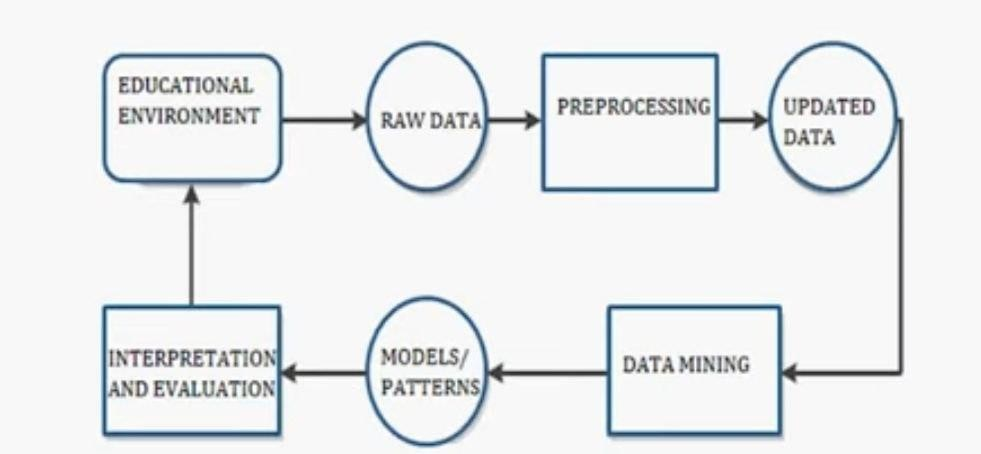 EDUCATIONAL
ENVIRONMENT
RAW DATA
PREPROCESSING
UPDATED
DATA
INTERPRETATION
AND EVALUATION
MODELS/
PATTERNS
DATA MINING